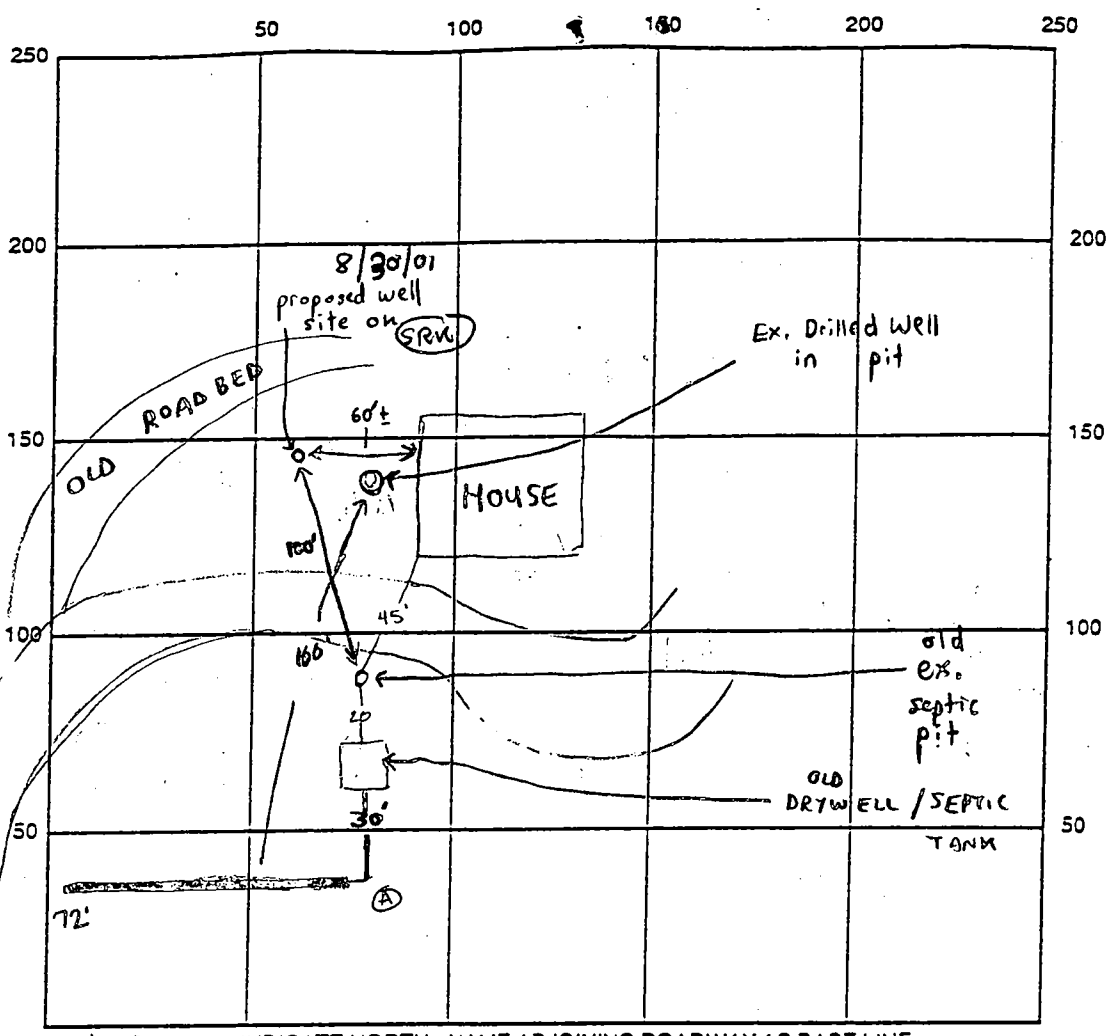 50 100 150 200 250
250
200 200
8/30/01
proposed well
site on SRK
Ex. Drilled Well
in pit
OLD ROAD BED
60'±
150 150
HOUSE
100'
45'
100 100
160'
old
ex.
septic
pit
20
OLD
DRYWELL / SEPTIC
TANK
50 50
30'
72'
A